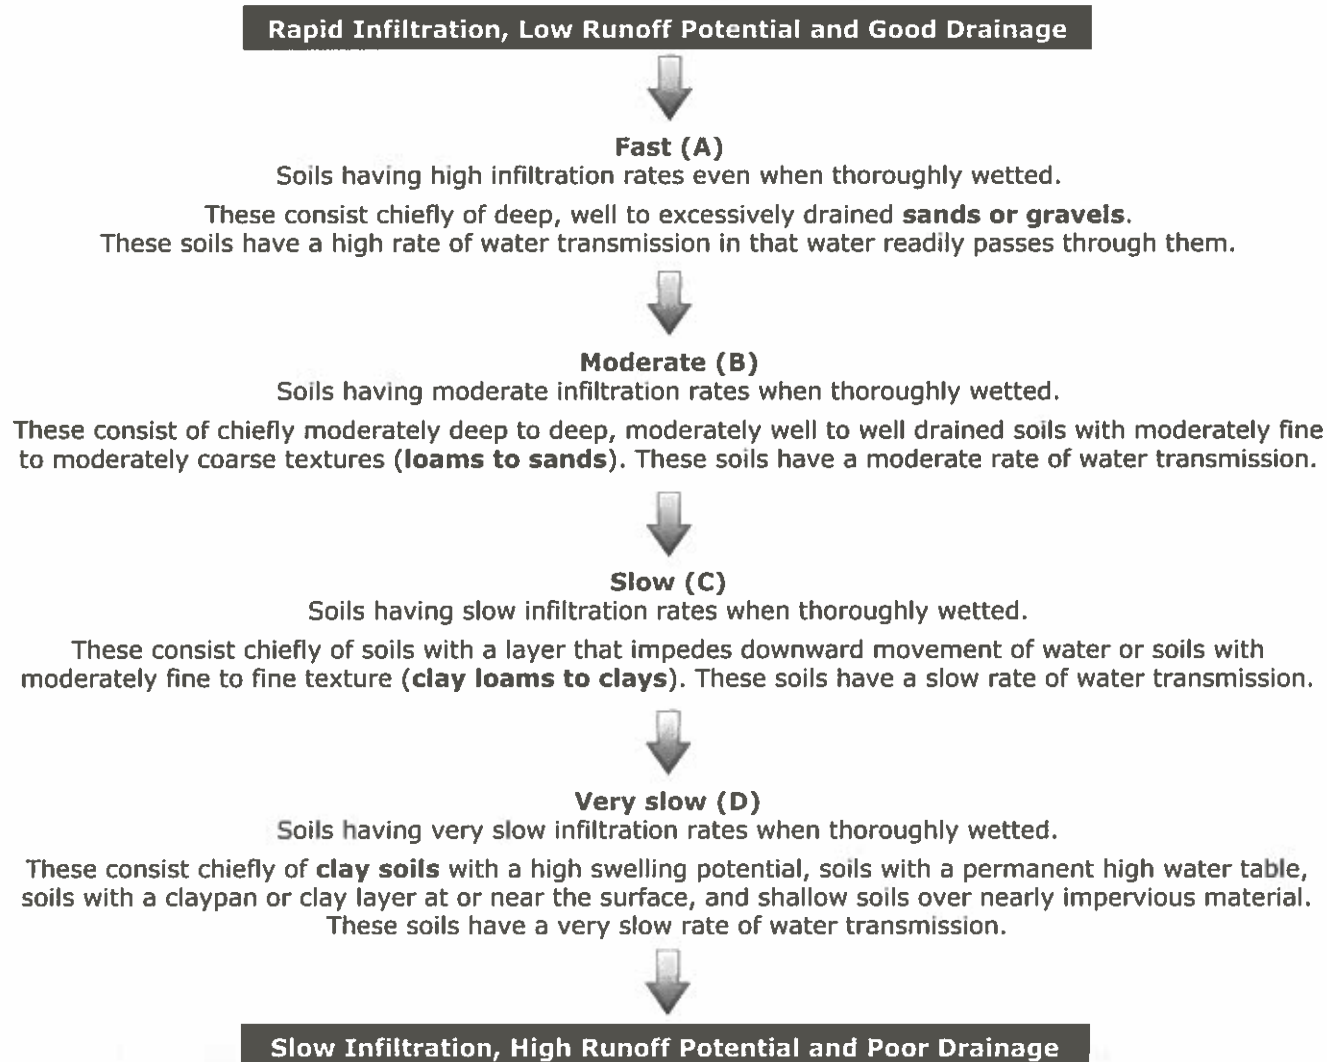 Rapid Infiltration, Low Runoff Potential and Good Drainage
Fast (A)
Soils having high infiltration rates even when thoroughly wetted.
These consist chiefly of deep, well to excessively drained sands or gravels.
These soils have a high rate of water transmission in that water readily passes through them.
Moderate (B)
Soils having moderate infiltration rates when thoroughly wetted.
These consist of chiefly moderately deep to deep, moderately well to well drained soils with moderately fine
to moderately coarse textures (loams to sands). These soils have a moderate rate of water transmission.
Slow (C)
Soils having slow infiltration rates when thoroughly wetted.
These consist chiefly of soils with a layer that impedes downward movement of water or soils with
moderately fine to fine texture (clay loams to clays). These soils have a slow rate of water transmission.
Very slow (D)
Soils having very slow infiltration rates when thoroughly wetted.
These consist chiefly of clay soils with a high swelling potential, soils with a permanent high water table,
soils with a claypan or clay layer at or near the surface, and shallow soils over nearly impervious material.
These soils have a very slow rate of water transmission.
Slow Infiltration, High Runoff Potential and Poor Drainage